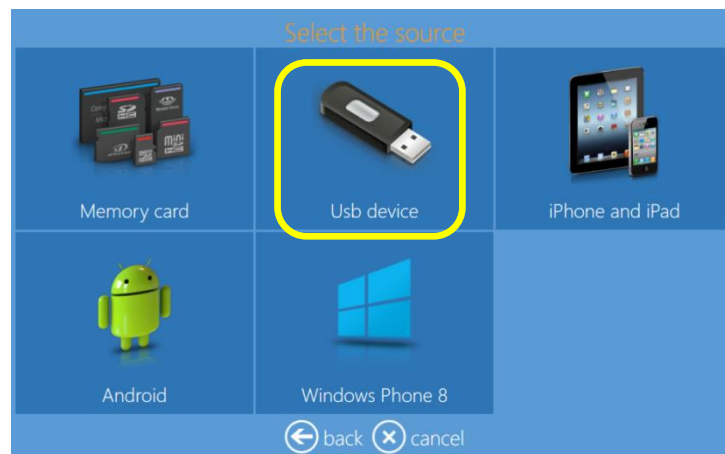 Select the source
Memory card
Usb device
iPhone and iPad
Android
Windows Phone 8
back
cancel